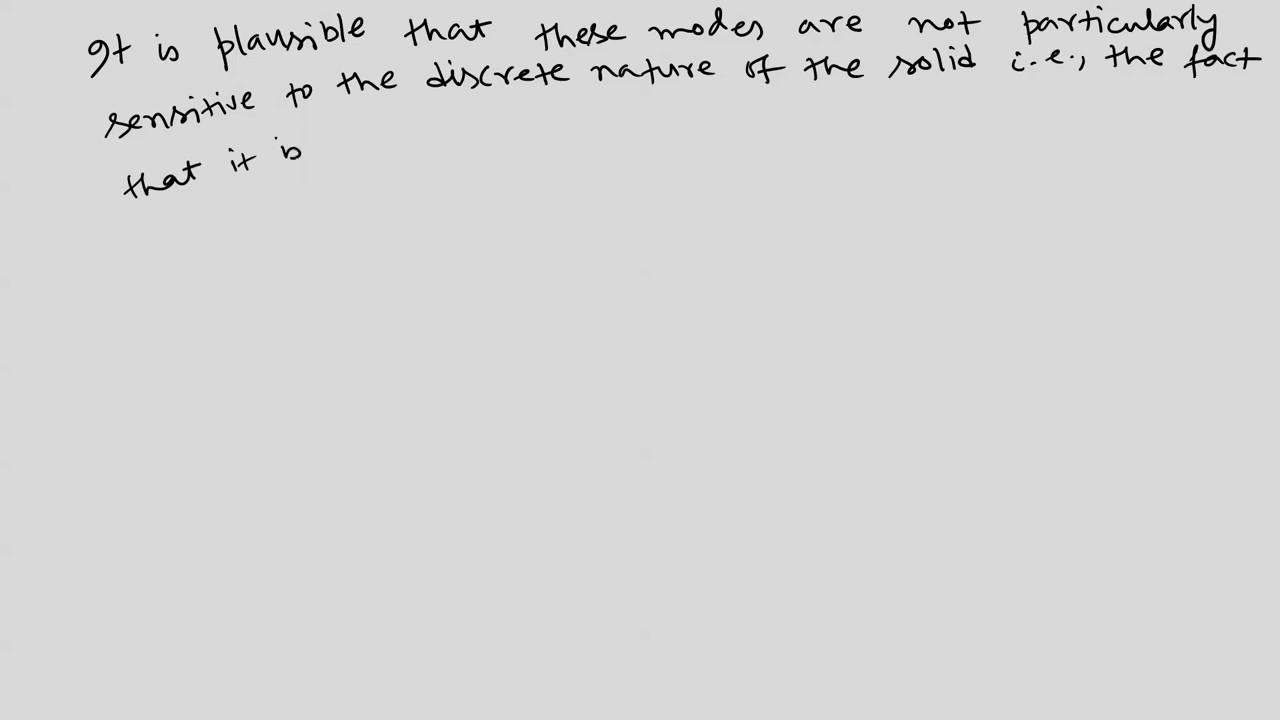 It is plausible that these modes are not particularly
sensitive to the discrete nature of the solid i.e., the fact
that it is